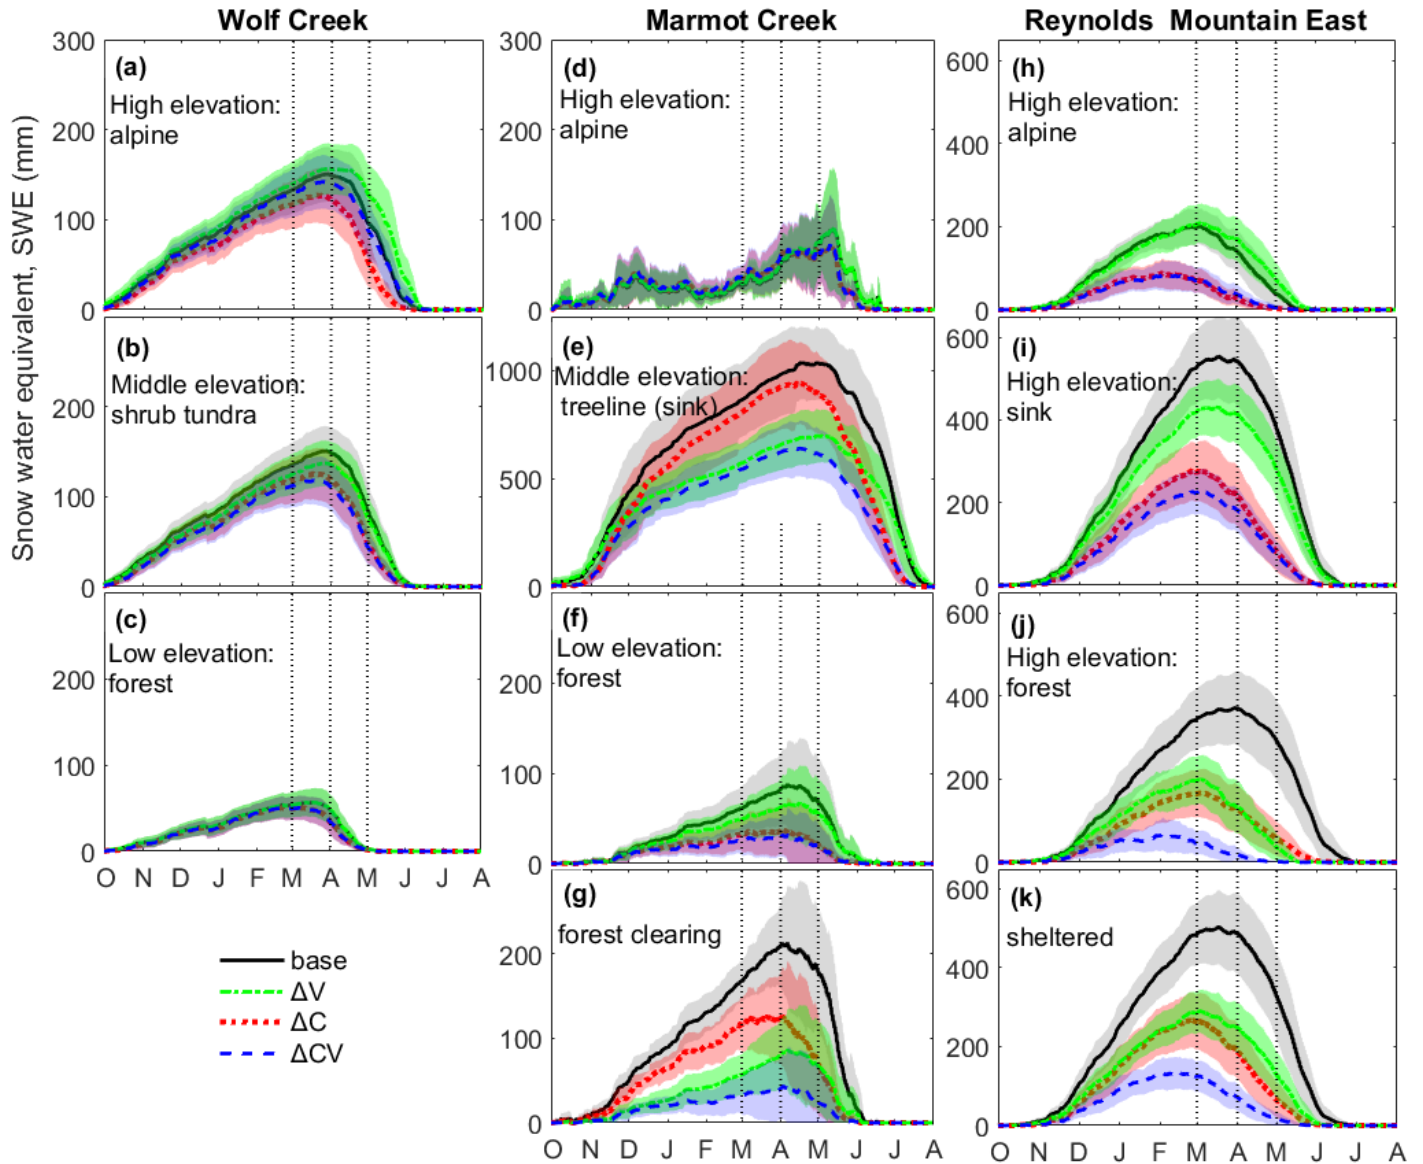 Wolf Creek
Marmot Creek
Reynolds Mountain East
Snow water equivalent, SWE (mm)
300
200
100
0
(a)
High elevation:
alpine
300
200
100
0
(d)
High elevation:
alpine
600
400
200
0
(h)
High elevation:
alpine
200
100
0
(b)
Middle elevation:
shrub tundra
1000
500
0
(e)
Middle elevation:
treeline (sink)
600
400
200
0
(i)
High elevation:
sink
200
100
0
(c)
Low elevation:
forest
O N D J F M A M J J A
200
100
0
(f)
Low elevation:
forest
600
400
200
0
(j)
High elevation:
forest
200
100
0
(g)
forest clearing
O N D J F M A M J J A
600
400
200
0
(k)
sheltered
O N D J F M A M J J A
base
ΔV
ΔC
ΔCV